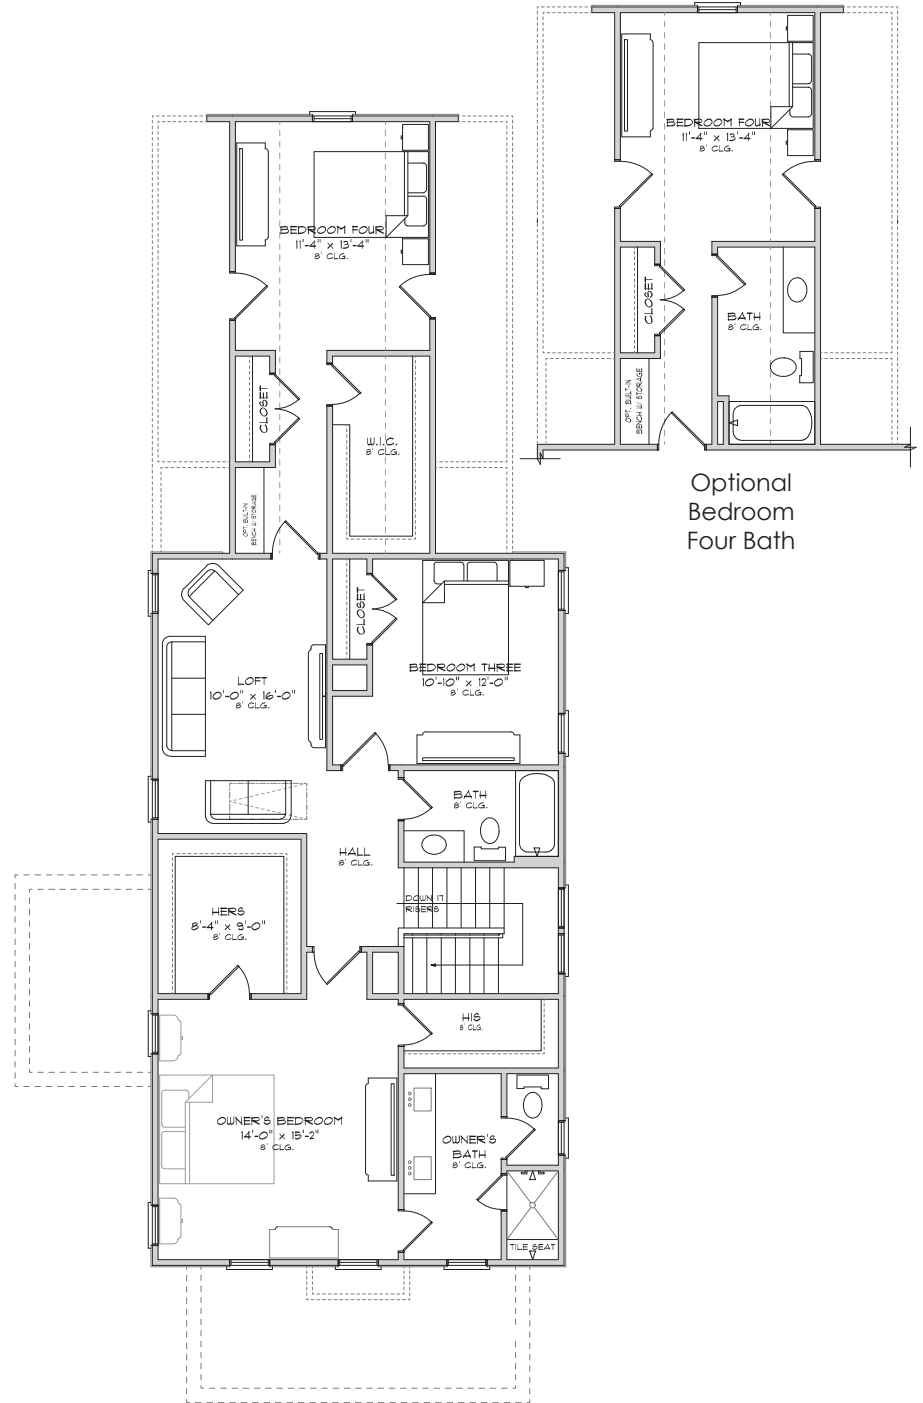 BEDROOM FOUR
11'-4" x 13'-4"
8' CLG.
CLOSET
BATH
8' CLG.
OPT. BUILT-IN
BENCH W/ STORAGE
Optional
Bedroom
Four Bath
BEDROOM FOUR
11'-4" x 13'-4"
8' CLG.
CLOSET
W.I.C.
8' CLG.
OPT. BUILT-IN
BENCH W/ STORAGE
CLOSET
BEDROOM THREE
10'-10" x 12'-0"
8' CLG.
LOFT
10'-0" x 16'-0"
8' CLG.
BATH
8' CLG.
HALL
8' CLG.
DOWN 17
RISERS
HERS
8'-4" x 9'-0"
8' CLG.
HIS
8' CLG.
OWNER'S BEDROOM
14'-0" x 15'-2"
8' CLG.
OWNER'S
BATH
8' CLG.
TILE SEAT